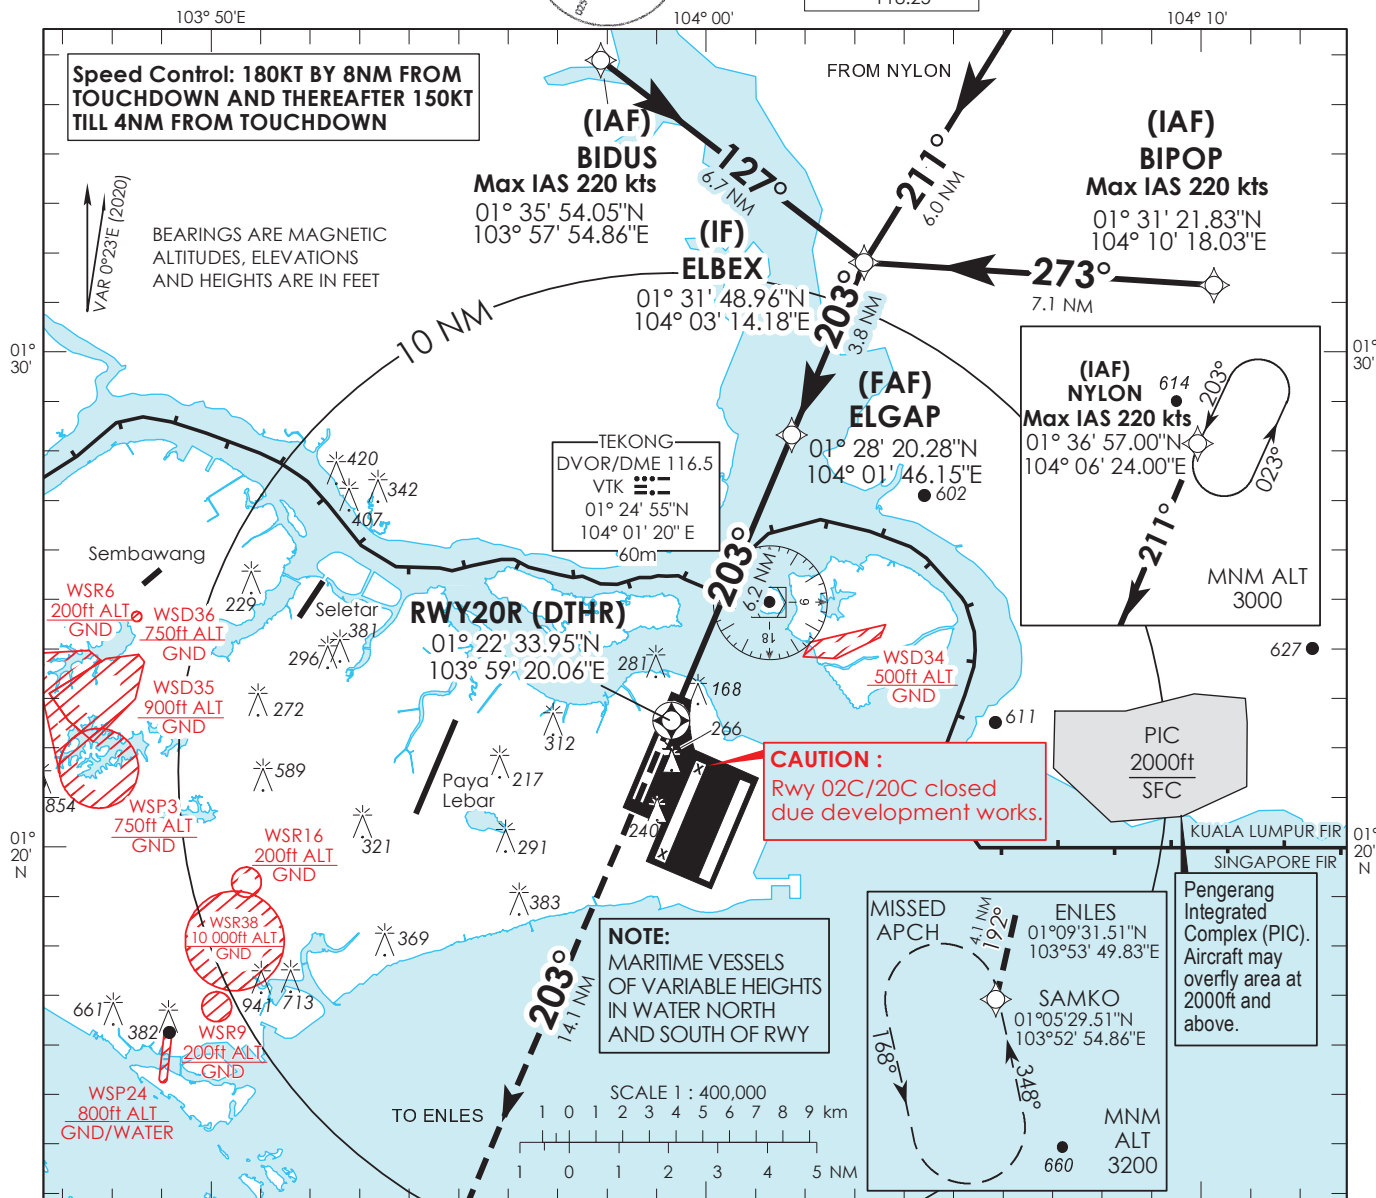 025
118.25
103° 50'E
104° 00'
104° 10'
Speed Control: 180KT BY 8NM FROM
TOUCHDOWN AND THEREAFTER 150KT
TILL 4NM FROM TOUCHDOWN
VAR 0°23'E (2020)
BEARINGS ARE MAGNETIC
ALTITUDES, ELEVATIONS
AND HEIGHTS ARE IN FEET
(IAF)
BIDUS
Max IAS 220 kts
01° 35' 54.05"N
103° 57' 54.86"E
127°
6.7 NM
FROM NYLON
211°
6.0 NM
(IAF)
BIPOP
Max IAS 220 kts
01° 31' 21.83"N
104° 10' 18.03"E
273°
7.1 NM
(IF)
ELBEX
01° 31' 48.96"N
104° 03' 14.18"E
203°
3.8 NM
10 NM
01°
30'
01°
30'
(FAF)
ELGAP
01° 28' 20.28"N
104° 01' 46.15"E
602
(IAF)
NYLON
Max IAS 220 kts
01° 36' 57.00"N
104° 06' 24.00"E
614
203°
023°
211°
MNM ALT
3000
TEKONG
DVOR/DME 116.5
VTK
01° 24' 55"N
104° 01' 20" E
60m
420
342
407
Sembawang
229
Seletar
381
296
WSR6
200ft ALT
GND
WSD36
750ft ALT
GND
WSD35
900ft ALT
GND
RWY20R (DTHR)
01° 22' 33.95"N
103° 59' 20.06"E
203°
6.2 NM
9
18
WSD34
500ft ALT
GND
627
611
281
168
266
272
312
217
589
Paya
Lebar
854
WSP3
750ft ALT
GND
321
291
240
X
X
CAUTION :
Rwy 02C/20C closed
due development works.
PIC
2000ft
SFC
KUALA LUMPUR FIR
SINGAPORE FIR
01°
20'
N
01°
20'
N
WSR16
200ft ALT
GND
WSR38
10 000ft ALT
GND
383
369
941
713
661
382
WSR9
200ft ALT
GND
WSP24
800ft ALT
GND/WATER
203°
14.1 NM
TO ENLES
NOTE:
MARITIME VESSELS
OF VARIABLE HEIGHTS
IN WATER NORTH
AND SOUTH OF RWY
SCALE 1 : 400,000
1 0 1 2 3 4 5 6 7 8 9 km
1 0 1 2 3 4 5 NM
MISSED
APCH
4.1 NM
192°
ENLES
01°09'31.51"N
103°53' 49.83"E
SAMKO
01°05'29.51"N
103°52' 54.86"E
168°
348°
660
MNM
ALT
3200
Pengerang
Integrated
Complex (PIC).
Aircraft may
overfly area at
2000ft and
above.